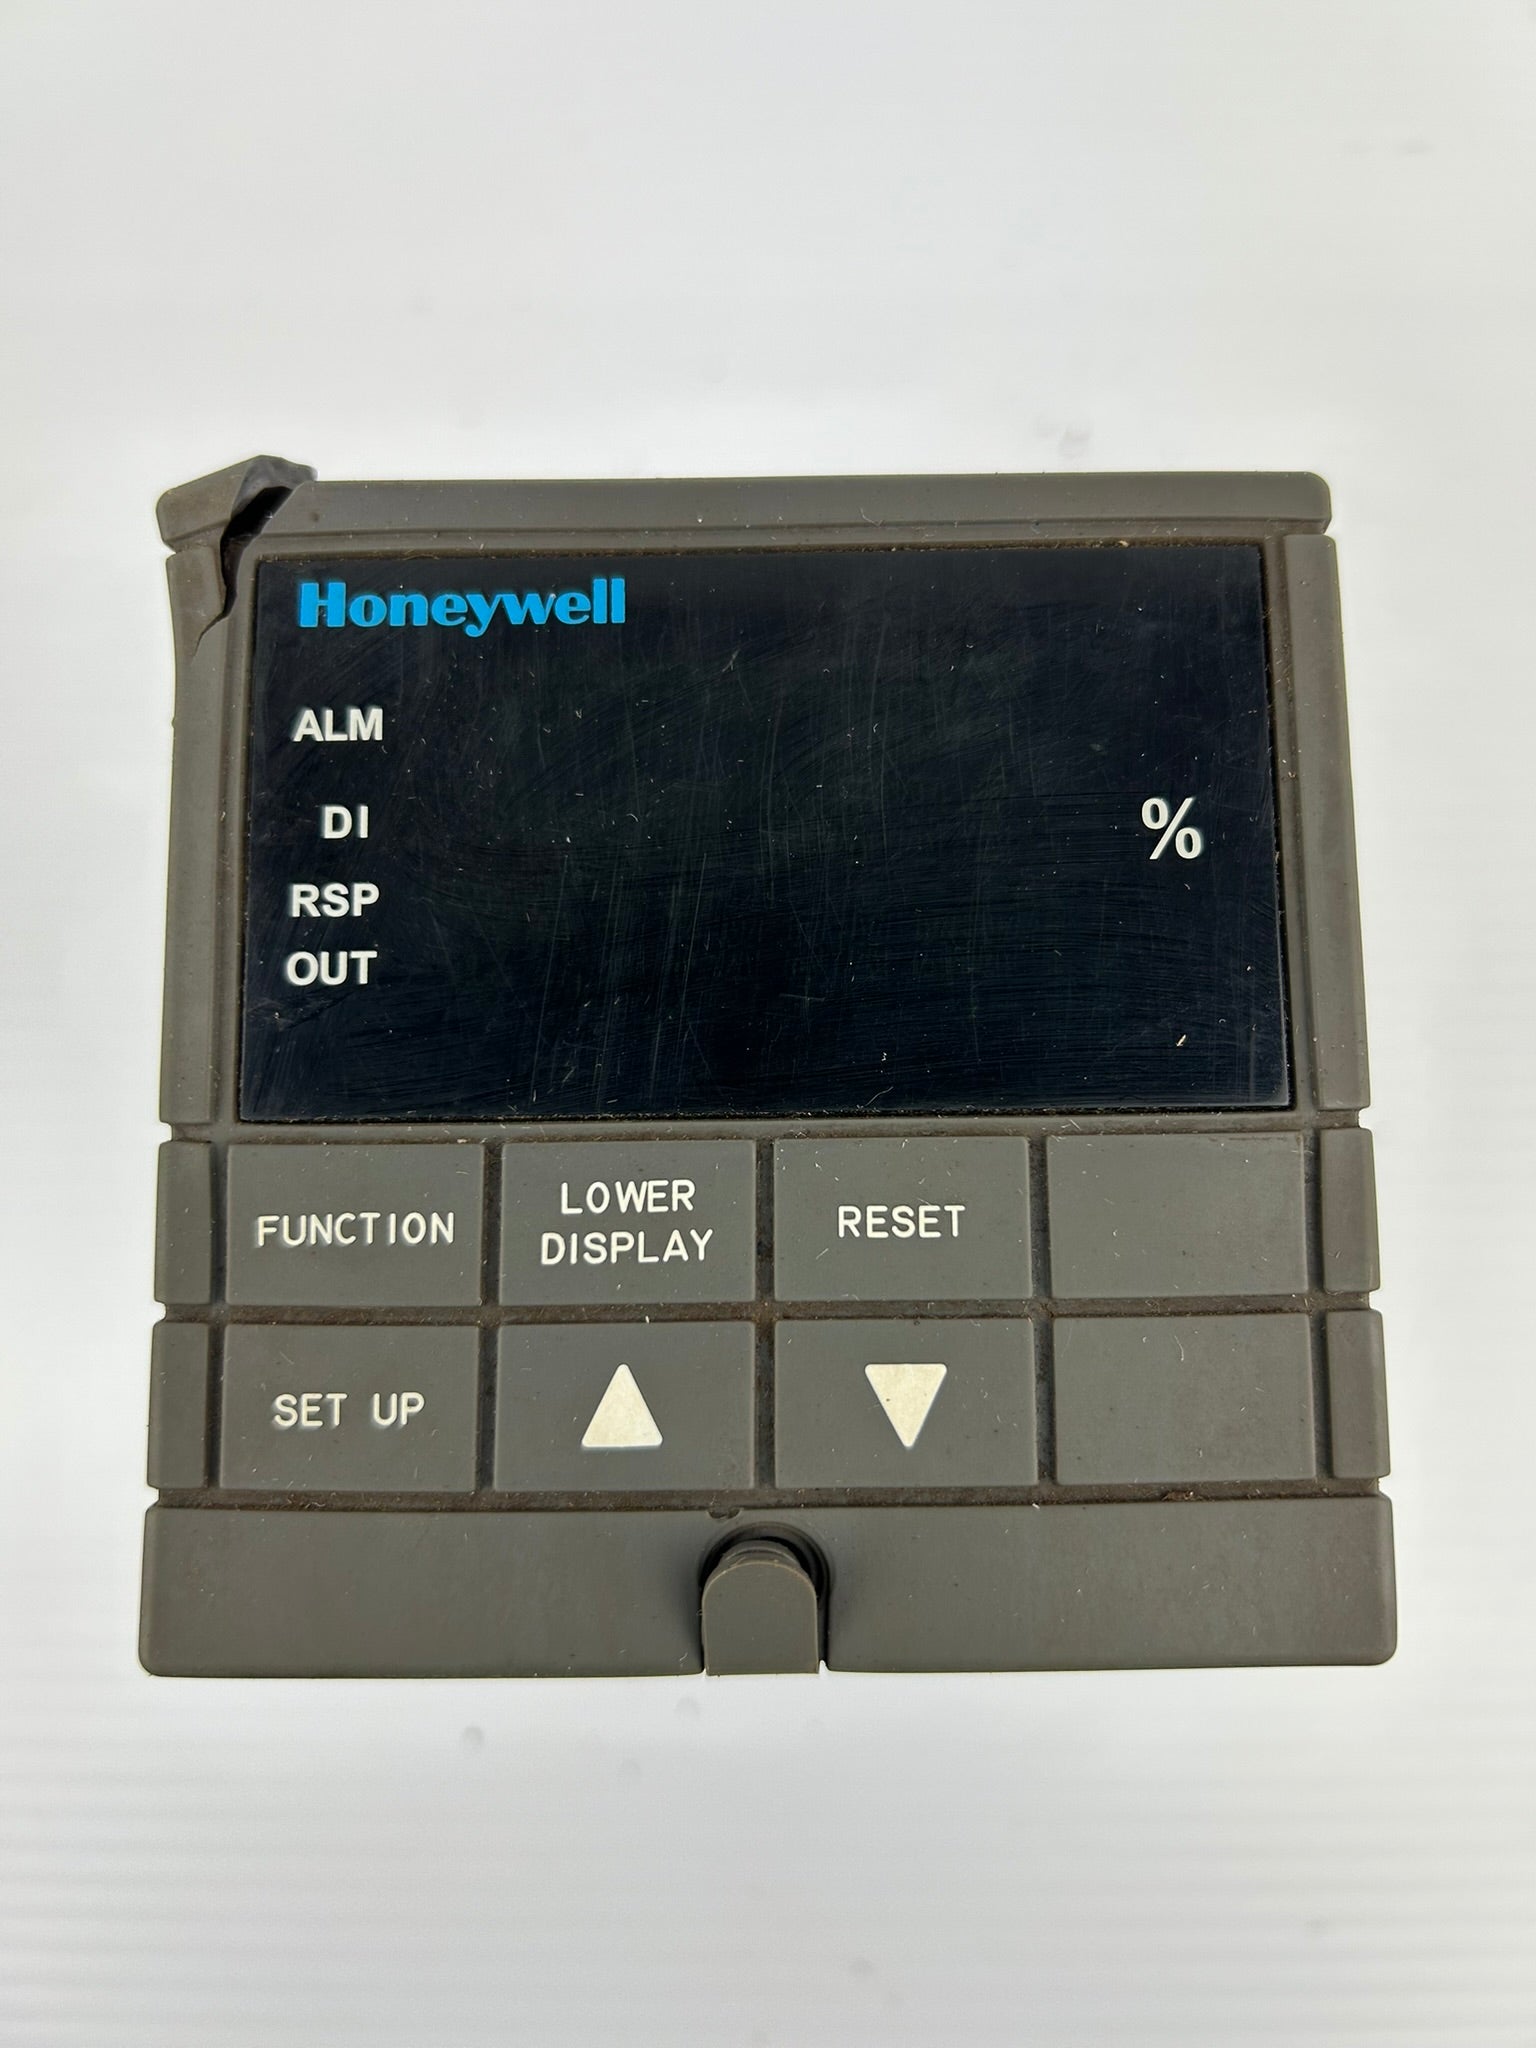 Honeywell
ALM
DI
%
RSP
OUT
FUNCTION
LOWER
DISPLAY
RESET
SET UP